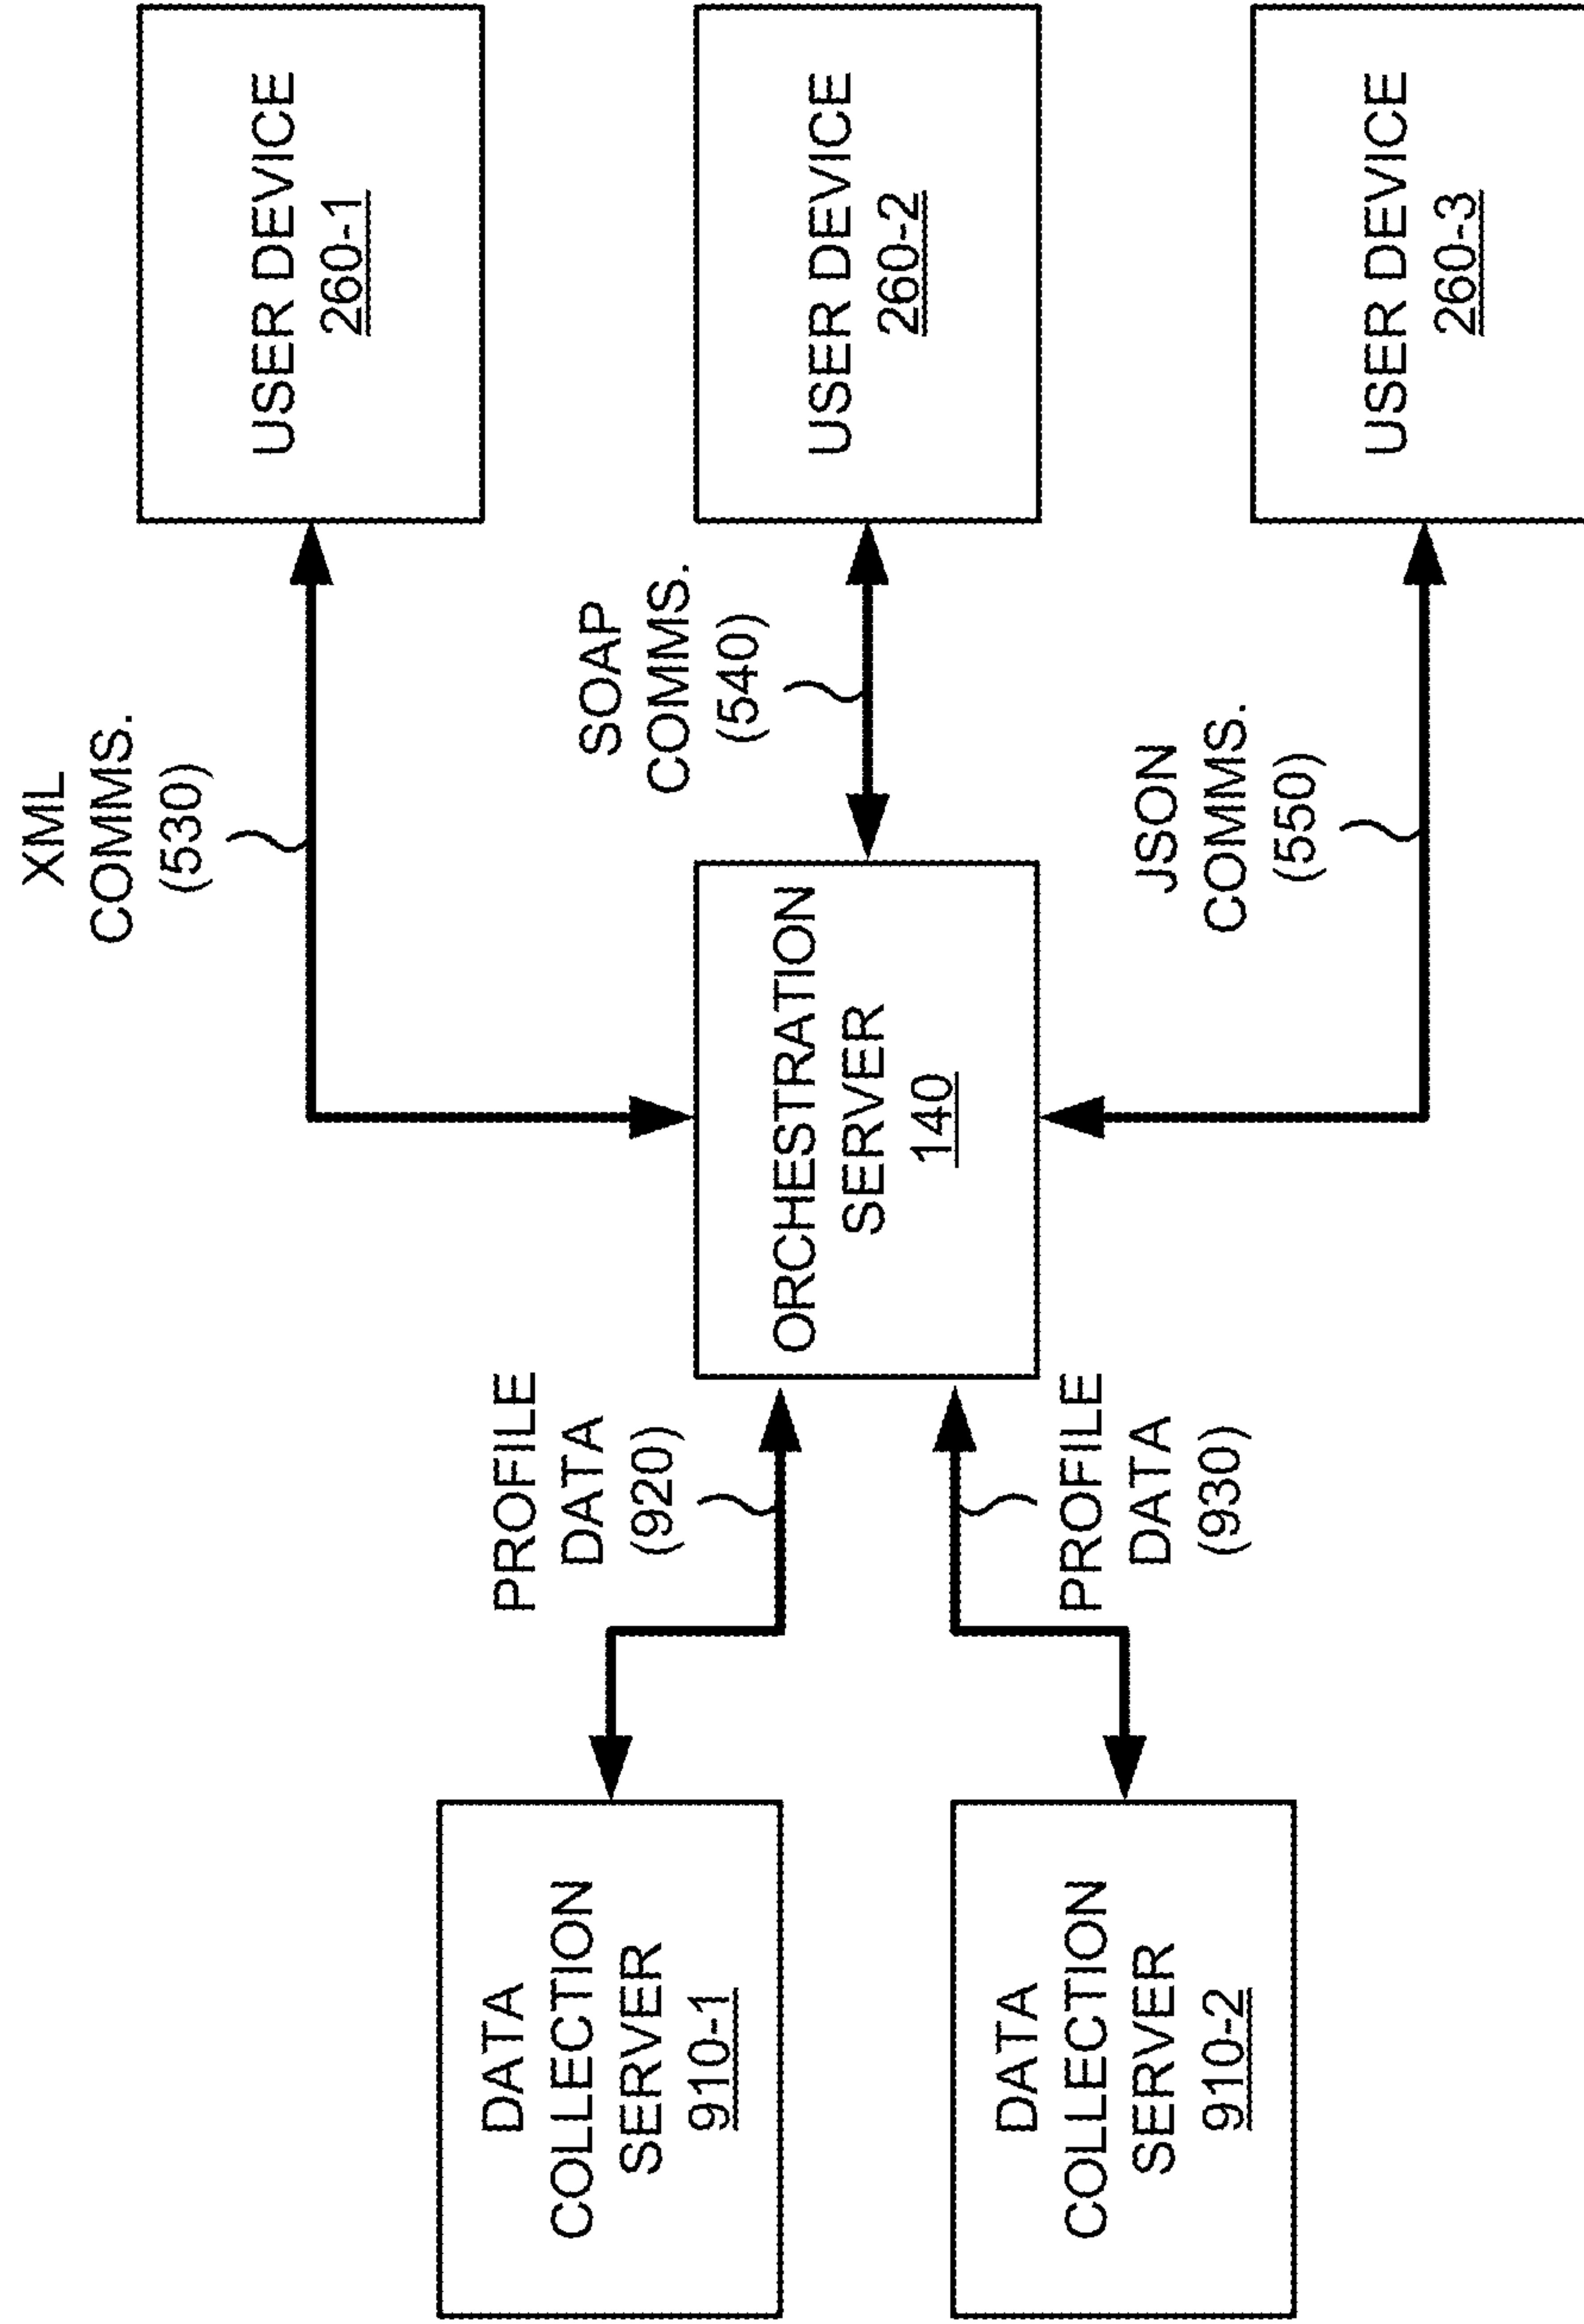 DATA
COLLECTION
SERVER
910-1
DATA
COLLECTION
SERVER
910-2
PROFILE
DATA
(920)
PROFILE
DATA
(930)
ORCHESTRATION
SERVER
140
XML
COMMS.
(530)
SOAP
COMMS.
(540)
JSON
COMMS.
(550)
USER DEVICE
260-1
USER DEVICE
260-2
USER DEVICE
260-3